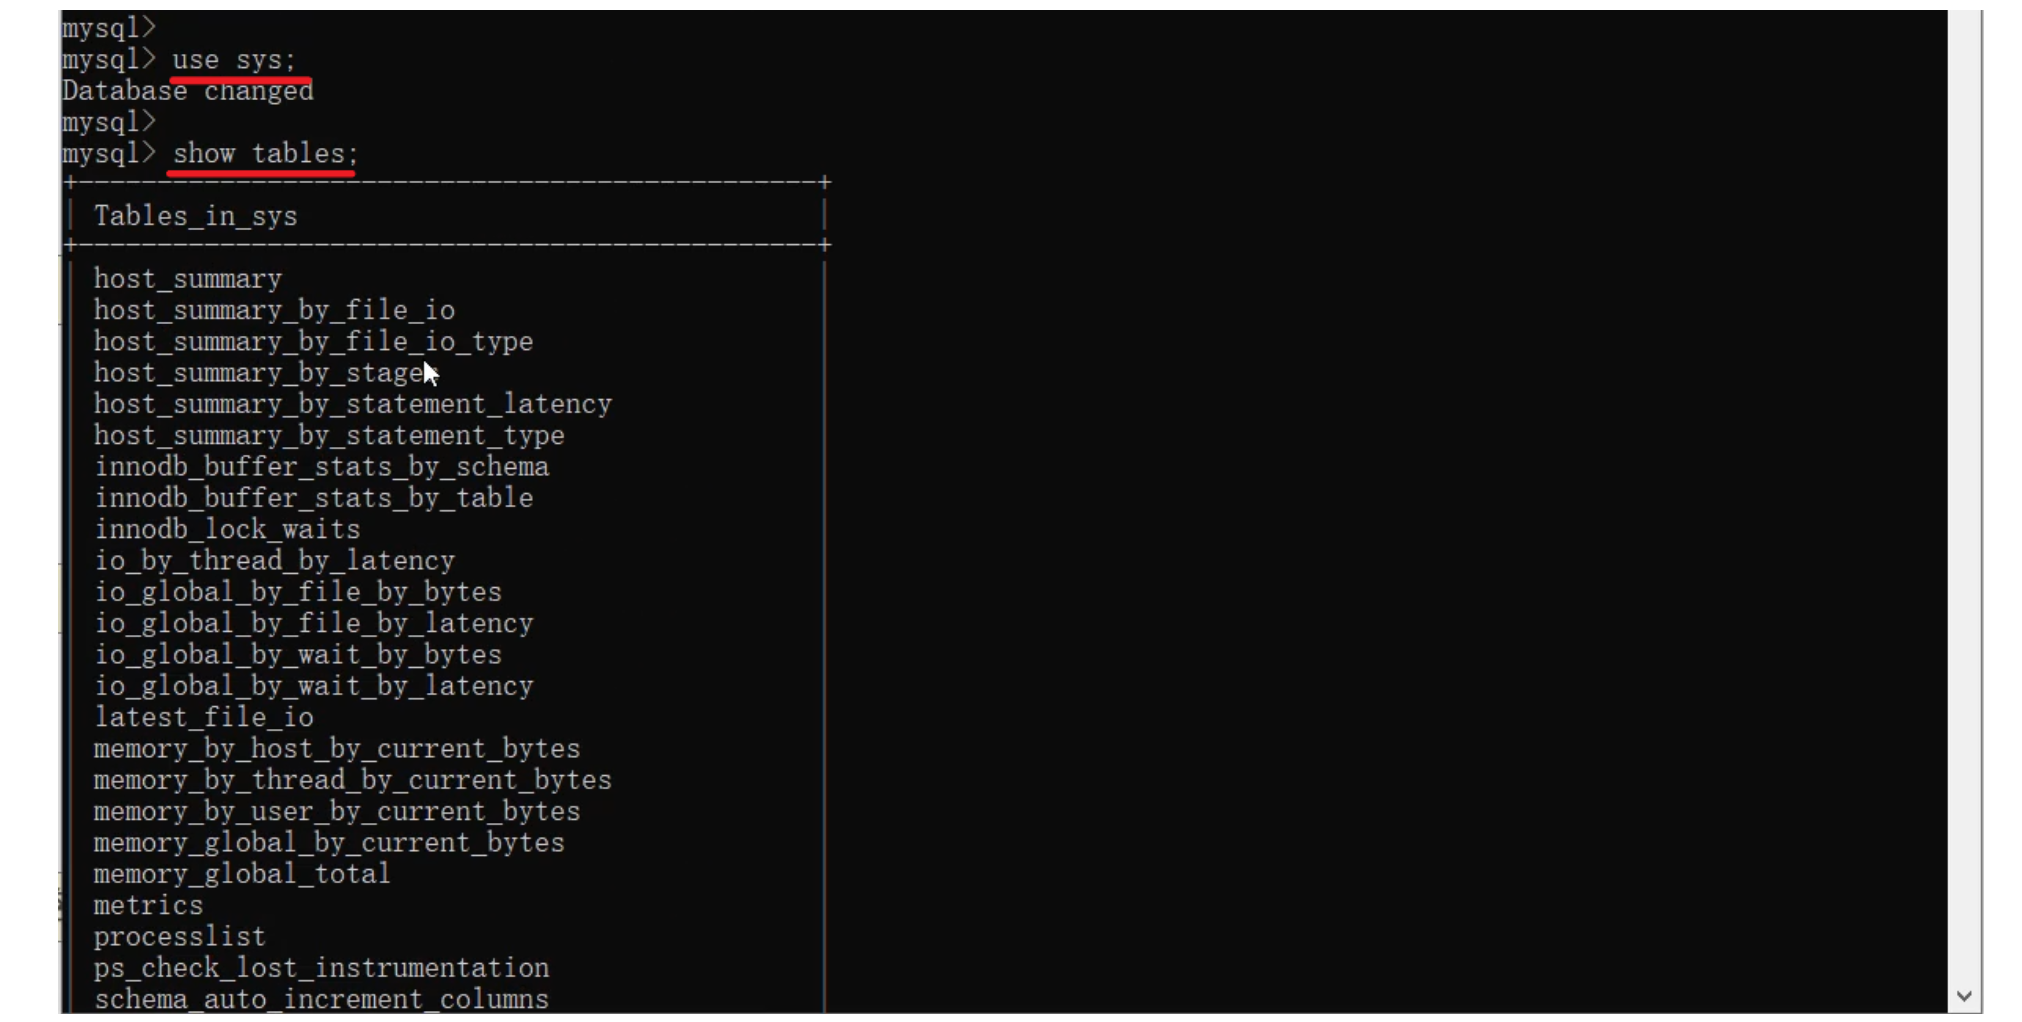 mysql>
mysql> use sys;
Database changed
mysql>
mysql> show tables;
+-----------------------------------------------+
| Tables_in_sys |
+-----------------------------------------------+
| host_summary |
| host_summary_by_file_io |
| host_summary_by_file_io_type |
| host_summary_by_stages |
| host_summary_by_statement_latency |
| host_summary_by_statement_type |
| innodb_buffer_stats_by_schema |
| innodb_buffer_stats_by_table |
| innodb_lock_waits |
| io_by_thread_by_latency |
| io_global_by_file_by_bytes |
| io_global_by_file_by_latency |
| io_global_by_wait_by_bytes |
| io_global_by_wait_by_latency |
| latest_file_io |
| memory_by_host_by_current_bytes |
| memory_by_thread_by_current_bytes |
| memory_by_user_by_current_bytes |
| memory_global_by_current_bytes |
| memory_global_total |
| metrics |
| processlist |
| ps_check_lost_instrumentation |
| schema_auto_increment_columns |